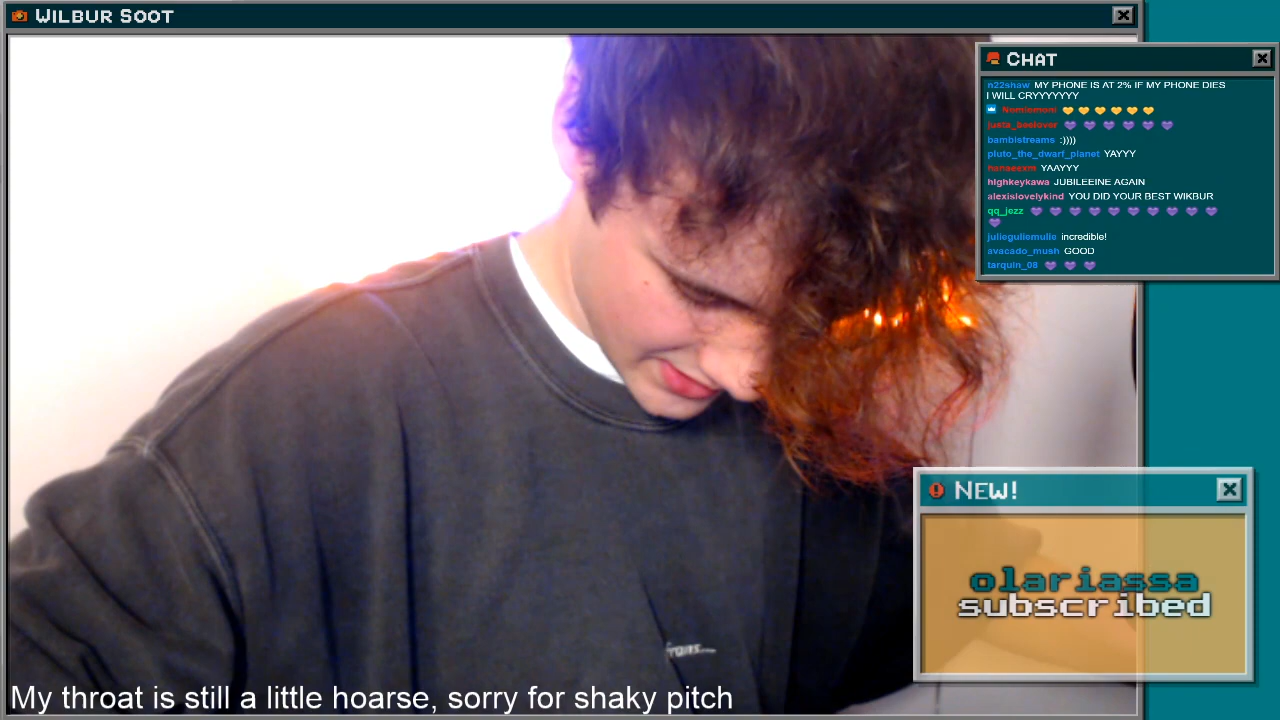 WILBUR SOOT
CHAT
n22shaw MY PHONE IS AT 2% IF MY PHONE DIES
I WILL CRYYYYYYY
justa_beelover
bambistreams :))))
pluto_the_dwarf_planet YAYYY
YAAYYY
highkeykawa JUBILEEINE AGAIN
alexislovelykind YOU DID YOUR BEST WIKBUR
qq_jezz
julieguliemulie incredible!
avacado_mush GOOD
tarquin_08
NEW!
olariassa
subscribed
My throat is still a little hoarse, sorry for shaky pitch